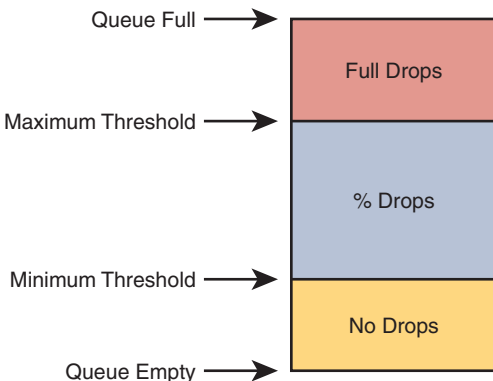 Queue Full
Full Drops
Maximum Threshold
% Drops
Minimum Threshold
No Drops
Queue Empty